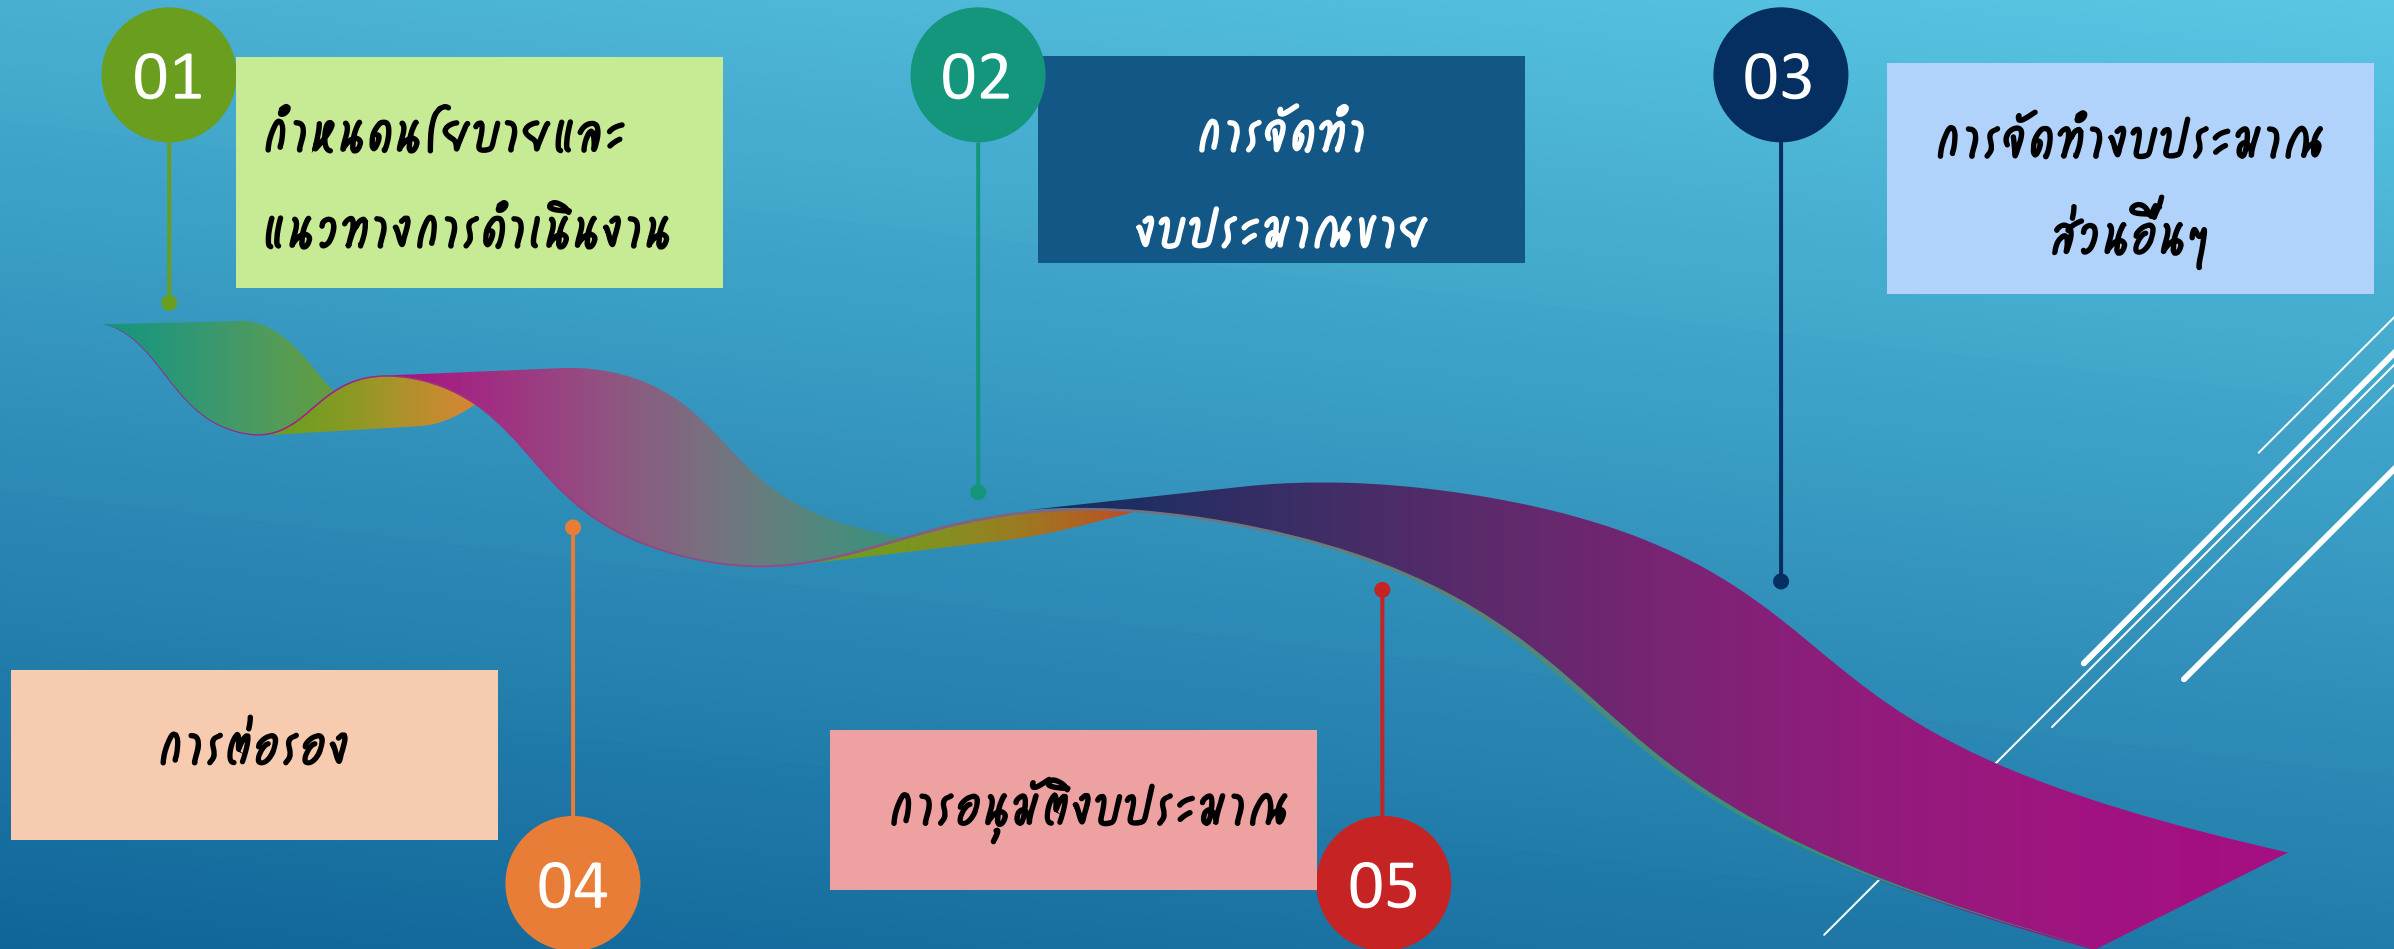 01
กำหนดนโยบายและ
แนวทางการดำเนินงาน
02
การจัดทำ
งบประมาณขาย
03
การจัดทำงบประมาณ
ส่วนอื่นๆ
04
การต่อรอง
05
การอนุมัติงบประมาณ